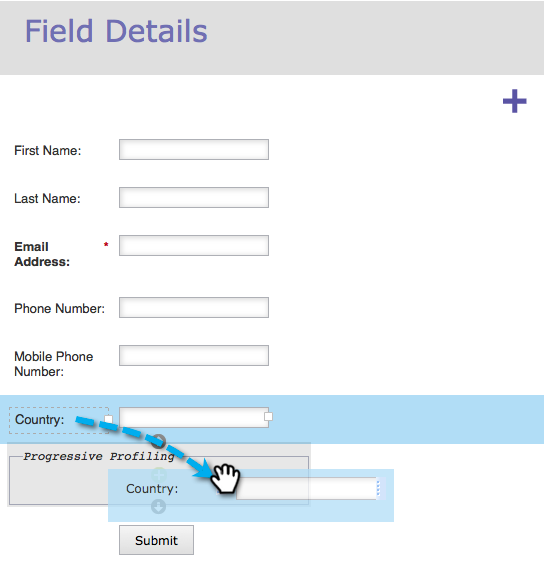 Field Details
First Name:
Last Name:
Email
Address:
*
Phone Number:
Mobile Phone
Number:
Country:
Progressive Profiling
Country:
Submit